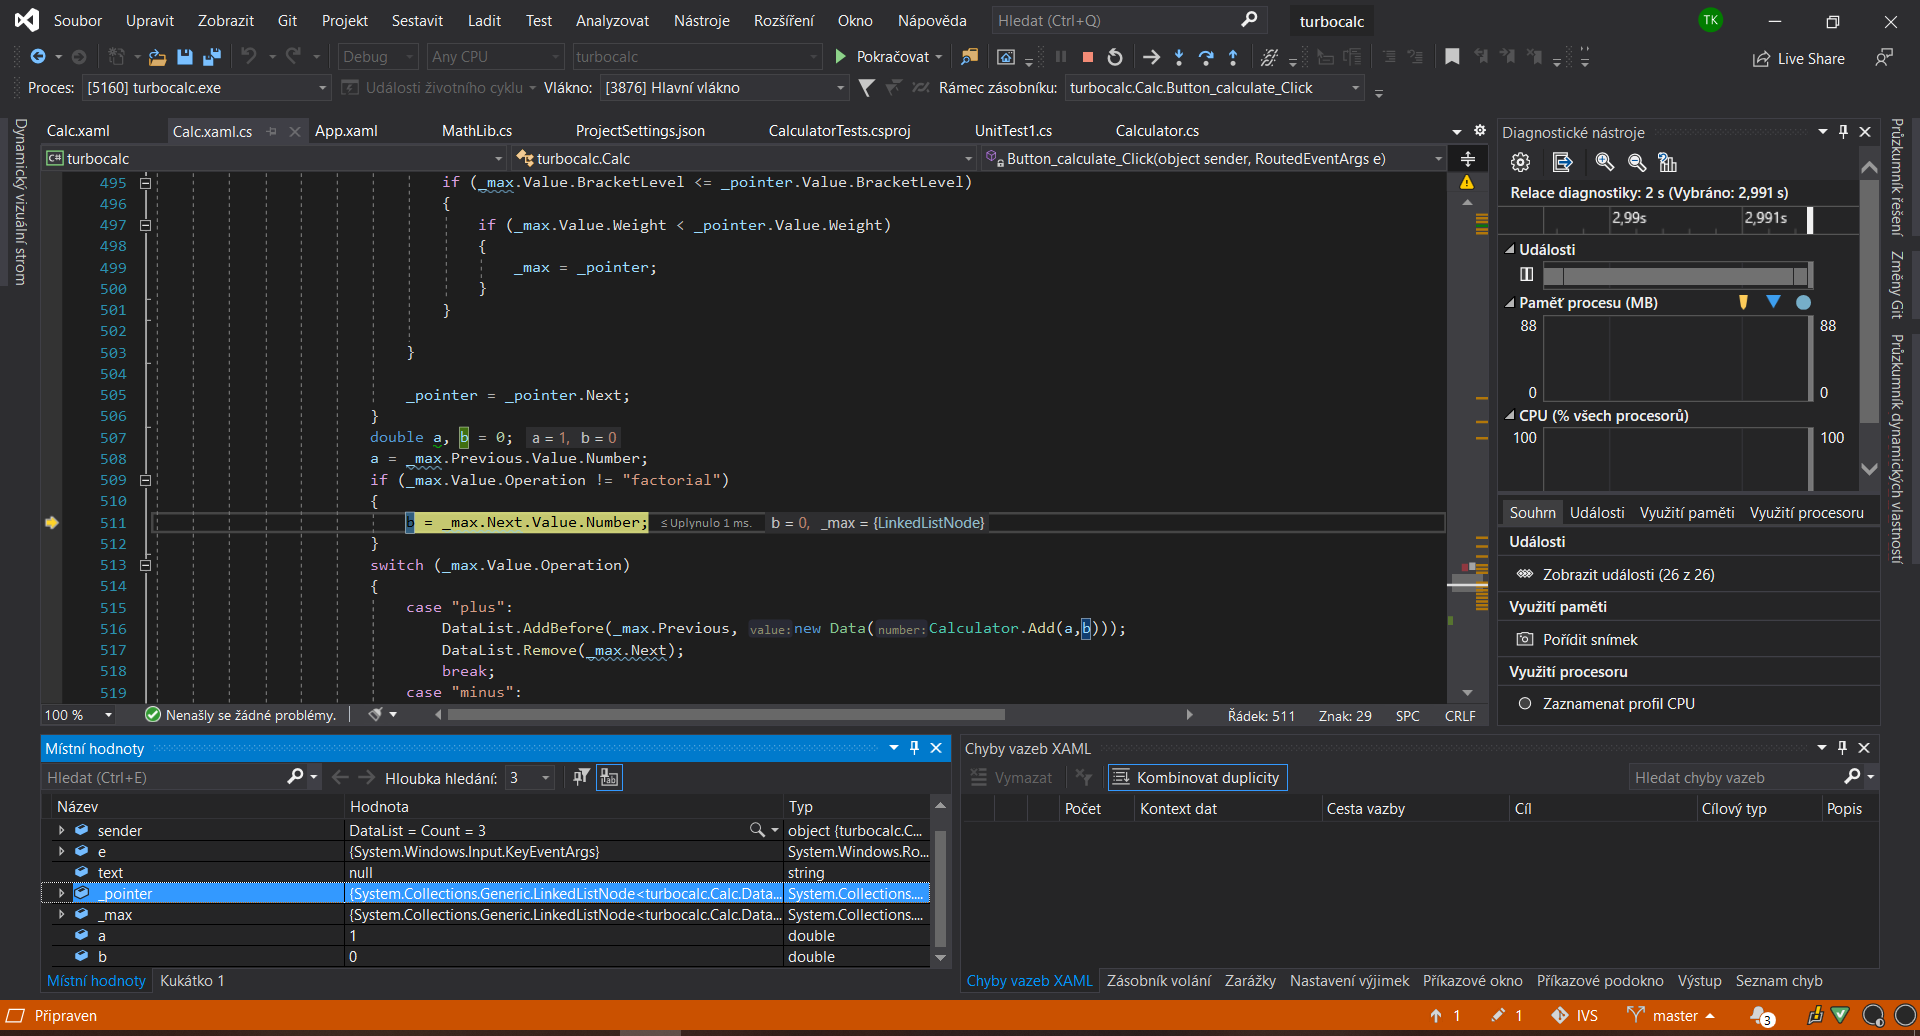 Soubor Upravit Zobrazit Git Projekt Sestavit Ladit Test Analyzovat Nástroje Rozšíření Okno Nápověda Hledat (Ctrl+Q) turbocalc TK
Debug Any CPU turbocalc Pokračovat Live Share
Proces: [5160] turbocalc.exe Události životního cyklu Vlákno: [3876] Hlavní vlákno Rámec zásobníku: turbocalc.Calc.Button_calculate_Click
Dynamický vizuální strom
Calc.xaml Calc.xaml.cs App.xaml MathLib.cs ProjectSettings.json CalculatorTests.csproj UnitTest1.cs Calculator.cs
C# turbocalc turbocalc.Calc Button_calculate_Click(object sender, RoutedEventArgs e)
495 if (_max.Value.BracketLevel <= _pointer.Value.BracketLevel)
496 {
497 if (_max.Value.Weight < _pointer.Value.Weight)
498 {
499 _max = _pointer;
500 }
501 }
502
503 }
504
505 _pointer = _pointer.Next;
506 }
507 double a, b = 0; a = 1, b = 0
508 a = _max.Previous.Value.Number;
509 if (_max.Value.Operation != "factorial")
510 {
511 b = _max.Next.Value.Number; ≤ Uplynulo 1 ms. b = 0, _max = {LinkedListNode}
512 }
513 switch (_max.Value.Operation)
514 {
515 case "plus":
516 DataList.AddBefore(_max.Previous, value: new Data(number: Calculator.Add(a,b)));
517 DataList.Remove(_max.Next);
518 break;
519 case "minus":
100 % Nenašly se žádné problémy. Řádek: 511 Znak: 29 SPC CRLF
Diagnostické nástroje
Relace diagnostiky: 2 s (Vybráno: 2,991 s)
2,99s 2,991s
Události
Paměť procesu (MB)
88 88
0 0
CPU (% všech procesorů)
100 100
Souhrn Události Využití paměti Využití procesoru
Události
Zobrazit události (26 z 26)
Využití paměti
Pořídit snímek
Využití procesoru
Zaznamenat profil CPU
Průzkumník řešení
Změny Git
Průzkumník dynamických vlastností
Místní hodnoty
Hledat (Ctrl+E) Hloubka hledání: 3
Název Hodnota Typ
sender DataList = Count = 3 object {turbocalc.C...
e {System.Windows.Input.KeyEventArgs} System.Windows.Ro...
text null string
_pointer {System.Collections.Generic.LinkedListNode<turbocalc.Calc.Data... System.Collections....
_max {System.Collections.Generic.LinkedListNode<turbocalc.Calc.Data... System.Collections....
a 1 double
b 0 double
Místní hodnoty Kukátko 1
Chyby vazeb XAML
Vymazat Kombinovat duplicity Hledat chyby vazeb
Počet Kontext dat Cesta vazby Cíl Cílový typ Popis
Chyby vazeb XAML Zásobník volání Zarážky Nastavení výjimek Příkazové okno Příkazové podokno Výstup Seznam chyb
Připraven 1 1 IVS master 3